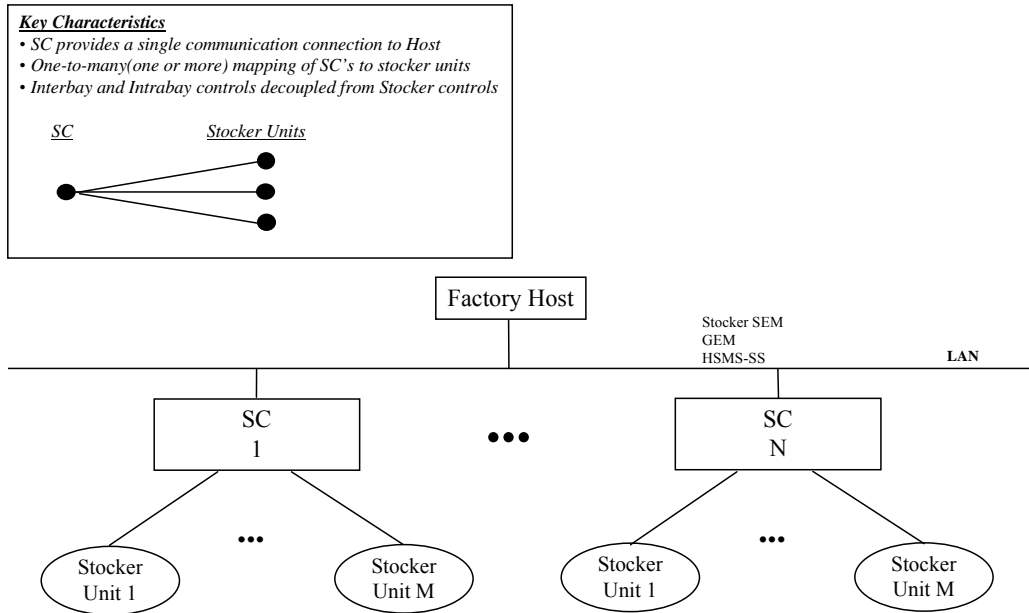 Key Characteristics
• SC provides a single communication connection to Host
• One-to-many(one or more) mapping of SC's to stocker units
• Interbay and Intrabay controls decoupled from Stocker controls
SC
Stocker Units
Factory Host
Stocker SEM
GEM
HSMS-SS
LAN
SC
1
•••
SC
N
•••
•••
Stocker
Unit 1
Stocker
Unit M
Stocker
Unit 1
Stocker
Unit M